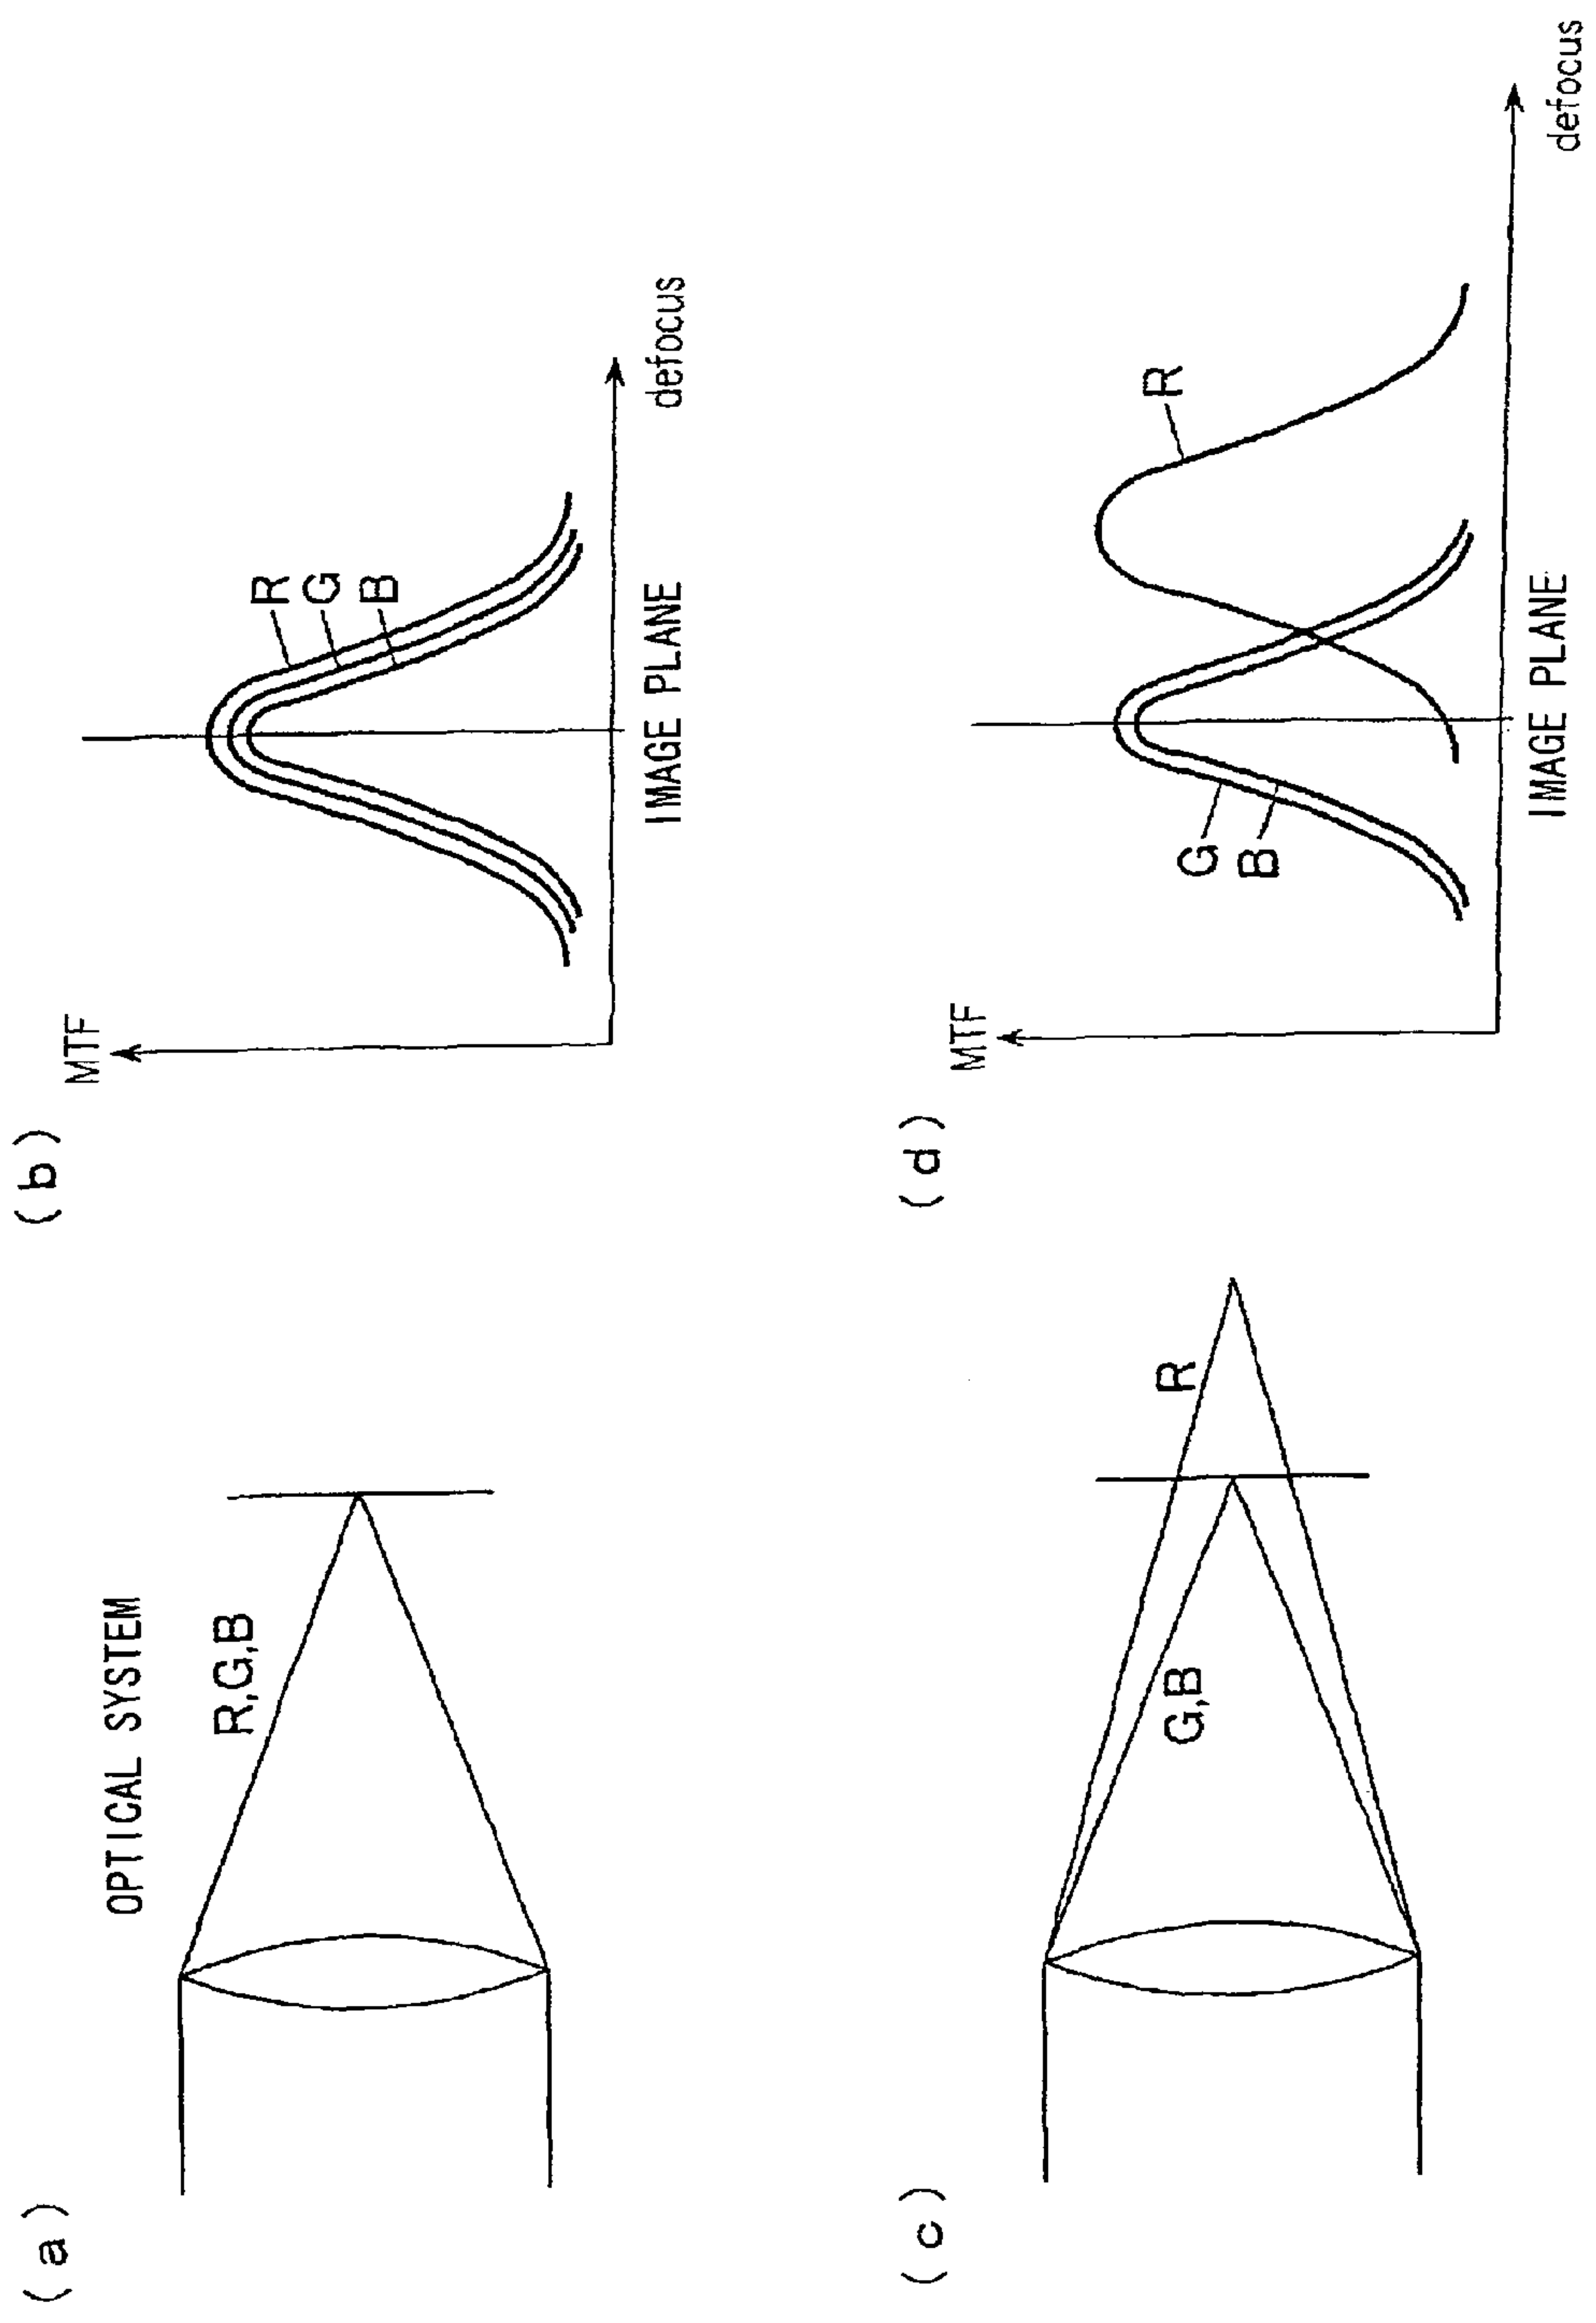 (a)
OPTICAL SYSTEM
R,G,B
(b)
MTF
R
G
B
IMAGE PLANE
defocus
(c)
G,B
R
(d)
MTF
G
B
R
IMAGE PLANE
defocus